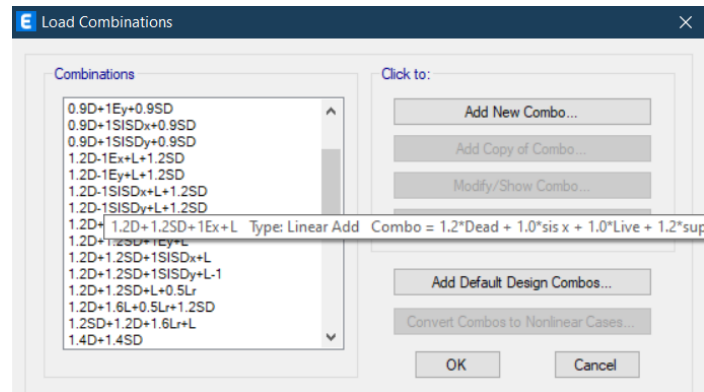 E Load Combinations
Combinations
0.9D+1Ey+0.9SD
0.9D+1SISDx+0.9SD
0.9D+1SISDy+0.9SD
1.2D-1Ex+L+1.2SD
1.2D-1Ey+L+1.2SD
1.2D-1SISDx+L+1.2SD
1.2D-1SISDy+L+1.2SD
1.2D+
1.2D+1.2SD+1Ex+L Type: Linear Add Combo = 1.2*Dead + 1.0*sis x + 1.0*Live + 1.2*sup
1.2D+1.2SD+1Ey+L
1.2D+1.2SD+1SISDx+L
1.2D+1.2SD+1SISDy+L-1
1.2D+1.2SD+L+0.5Lr
1.2D+1.6L+0.5Lr+1.2SD
1.2SD+1.2D+1.6Lr+L
1.4D+1.4SD
Click to:
Add New Combo...
Add Copy of Combo...
Modify/Show Combo...
Add Default Design Combos...
Convert Combos to Nonlinear Cases...
OK
Cancel